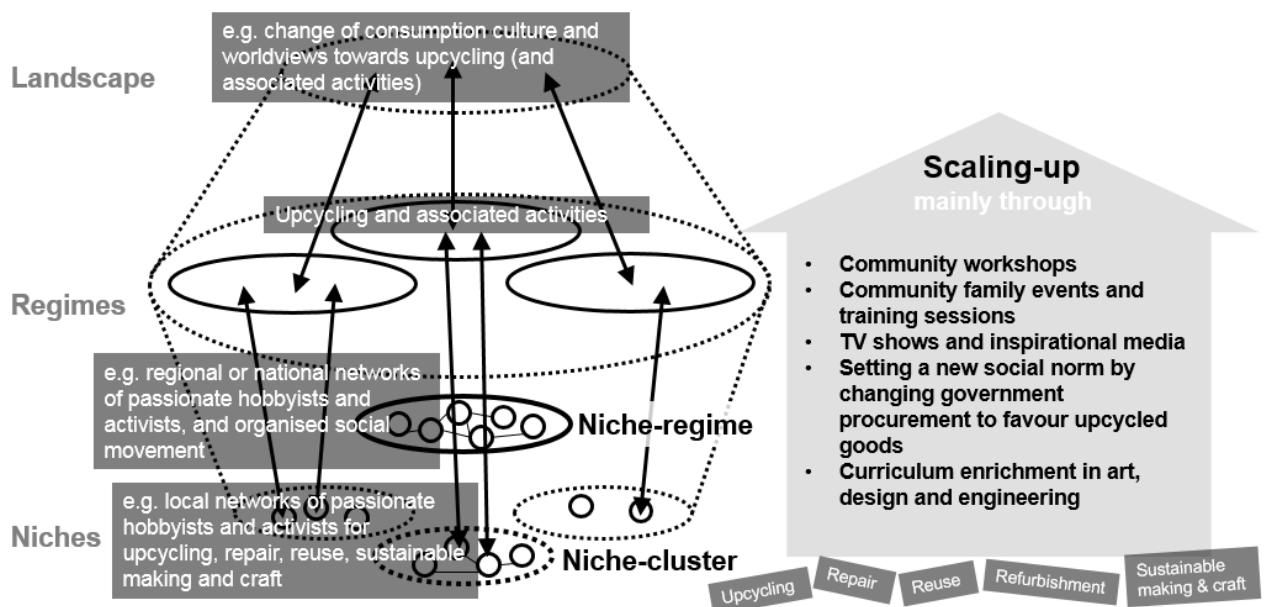 e.g. change of consumption culture and
worldviews towards upcycling (and
associated activities)
Landscape
Upcycling and associated activities
Regimes
e.g. regional or national networks
of passionate hobbyists and
activists, and organised social
movement
Niche-regime
e.g. local networks of passionate
hobbyists and activists for
upcycling, repair, reuse, sustainable
making and craft
Niches
Niche-cluster
Scaling-up
mainly through
• Community workshops
• Community family events and
training sessions
• TV shows and inspirational media
• Setting a new social norm by
changing government
procurement to favour upcycled
goods
• Curriculum enrichment in art,
design and engineering
Upcycling
Repair
Reuse
Refurbishment
Sustainable
making & craft